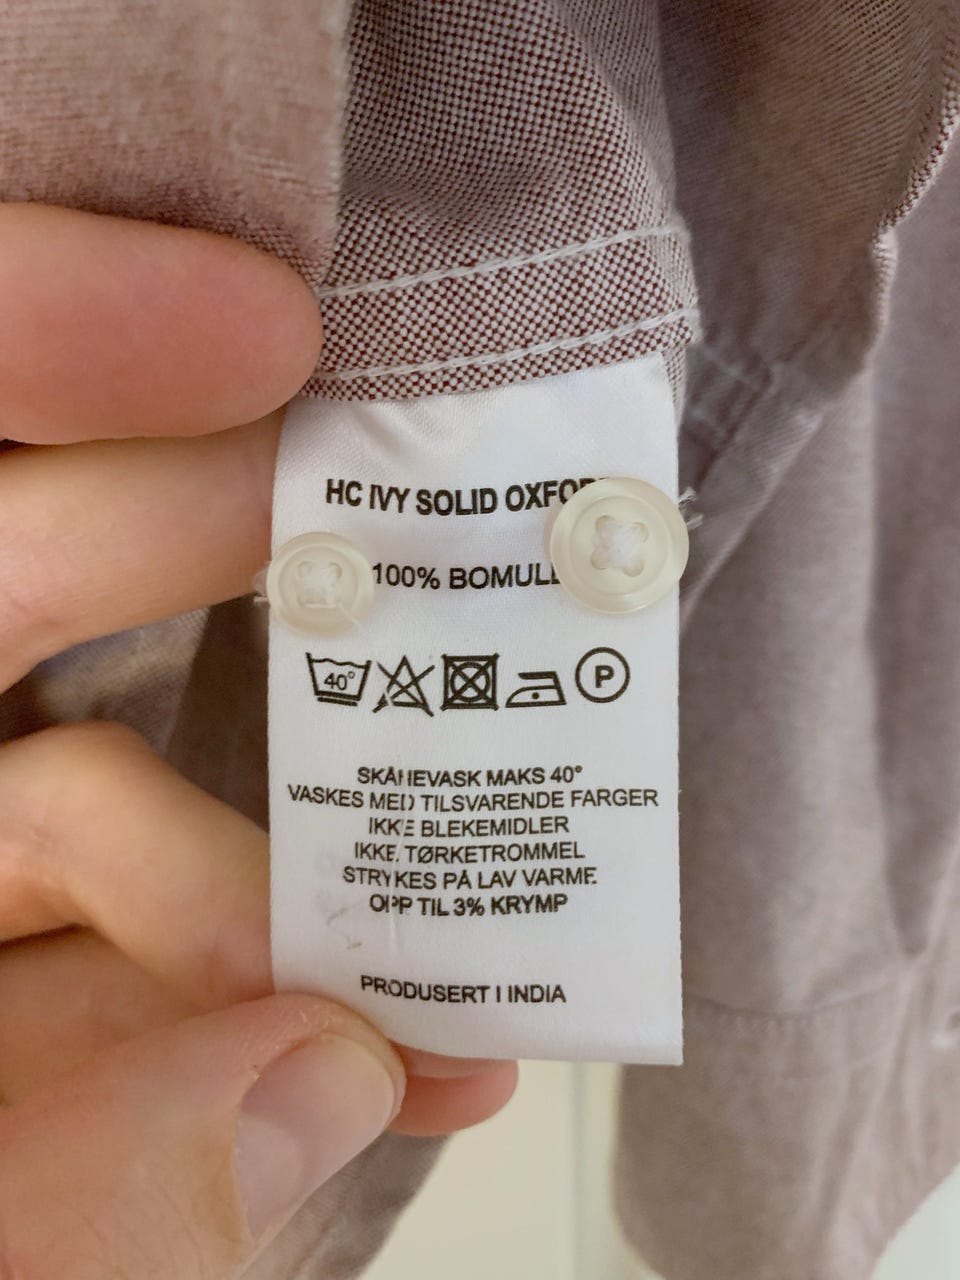 HC IVY SOLID
100% BOMULL
40° P
SKÅNEVASK MAKS 40°
VASKES MED TILSVARENDE FARGER
IKKE BLEKEMIDLER
IKKE TØRKETROMMEL
STRYKES PÅ LAV VARME
OPP TIL 3% KRYMP
PRODUSERT I INDIA